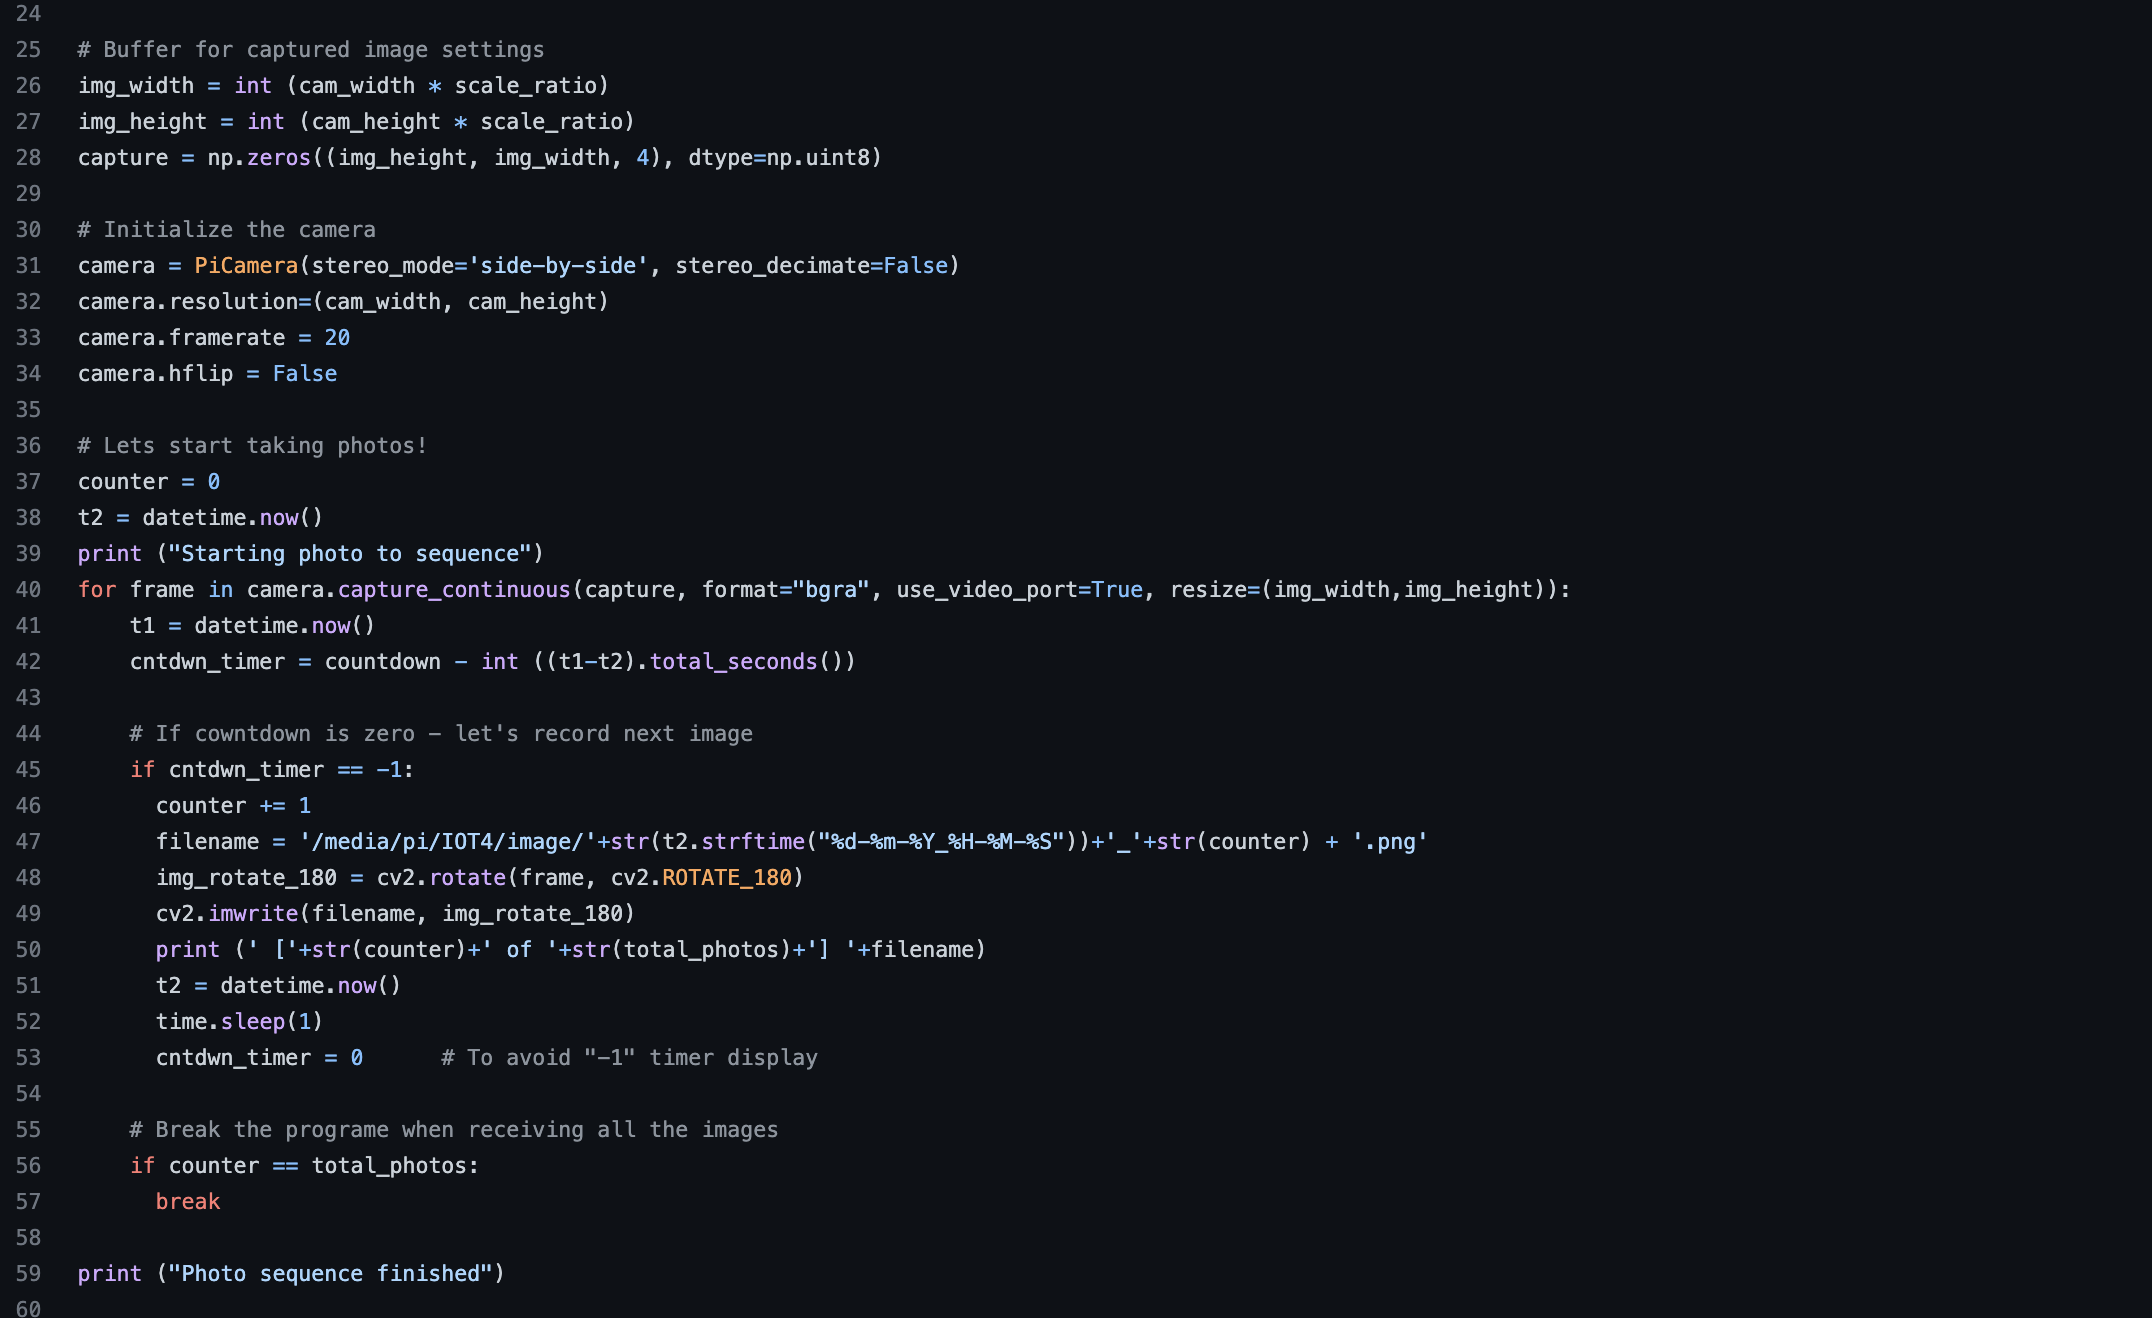 24
25 # Buffer for captured image settings
26 img_width = int (cam_width * scale_ratio)
27 img_height = int (cam_height * scale_ratio)
28 capture = np.zeros((img_height, img_width, 4), dtype=np.uint8)
29
30 # Initialize the camera
31 camera = PiCamera(stereo_mode='side-by-side', stereo_decimate=False)
32 camera.resolution=(cam_width, cam_height)
33 camera.framerate = 20
34 camera.hflip = False
35
36 # Lets start taking photos!
37 counter = 0
38 t2 = datetime.now()
39 print ("Starting photo to sequence")
40 for frame in camera.capture_continuous(capture, format="bgra", use_video_port=True, resize=(img_width,img_height)):
41     t1 = datetime.now()
42     cntdwn_timer = countdown - int ((t1-t2).total_seconds())
43
44     # If cowntdown is zero - let's record next image
45     if cntdwn_timer == -1:
46       counter += 1
47       filename = '/media/pi/IOT4/image/'+str(t2.strftime("%d-%m-%Y_%H-%M-%S"))+'_'+str(counter) + '.png'
48       img_rotate_180 = cv2.rotate(frame, cv2.ROTATE_180)
49       cv2.imwrite(filename, img_rotate_180)
50       print (' ['+str(counter)+' of '+str(total_photos)+'] '+filename)
51       t2 = datetime.now()
52       time.sleep(1)
53       cntdwn_timer = 0      # To avoid "-1" timer display
54
55     # Break the programe when receiving all the images
56     if counter == total_photos:
57       break
58
59 print ("Photo sequence finished")
60